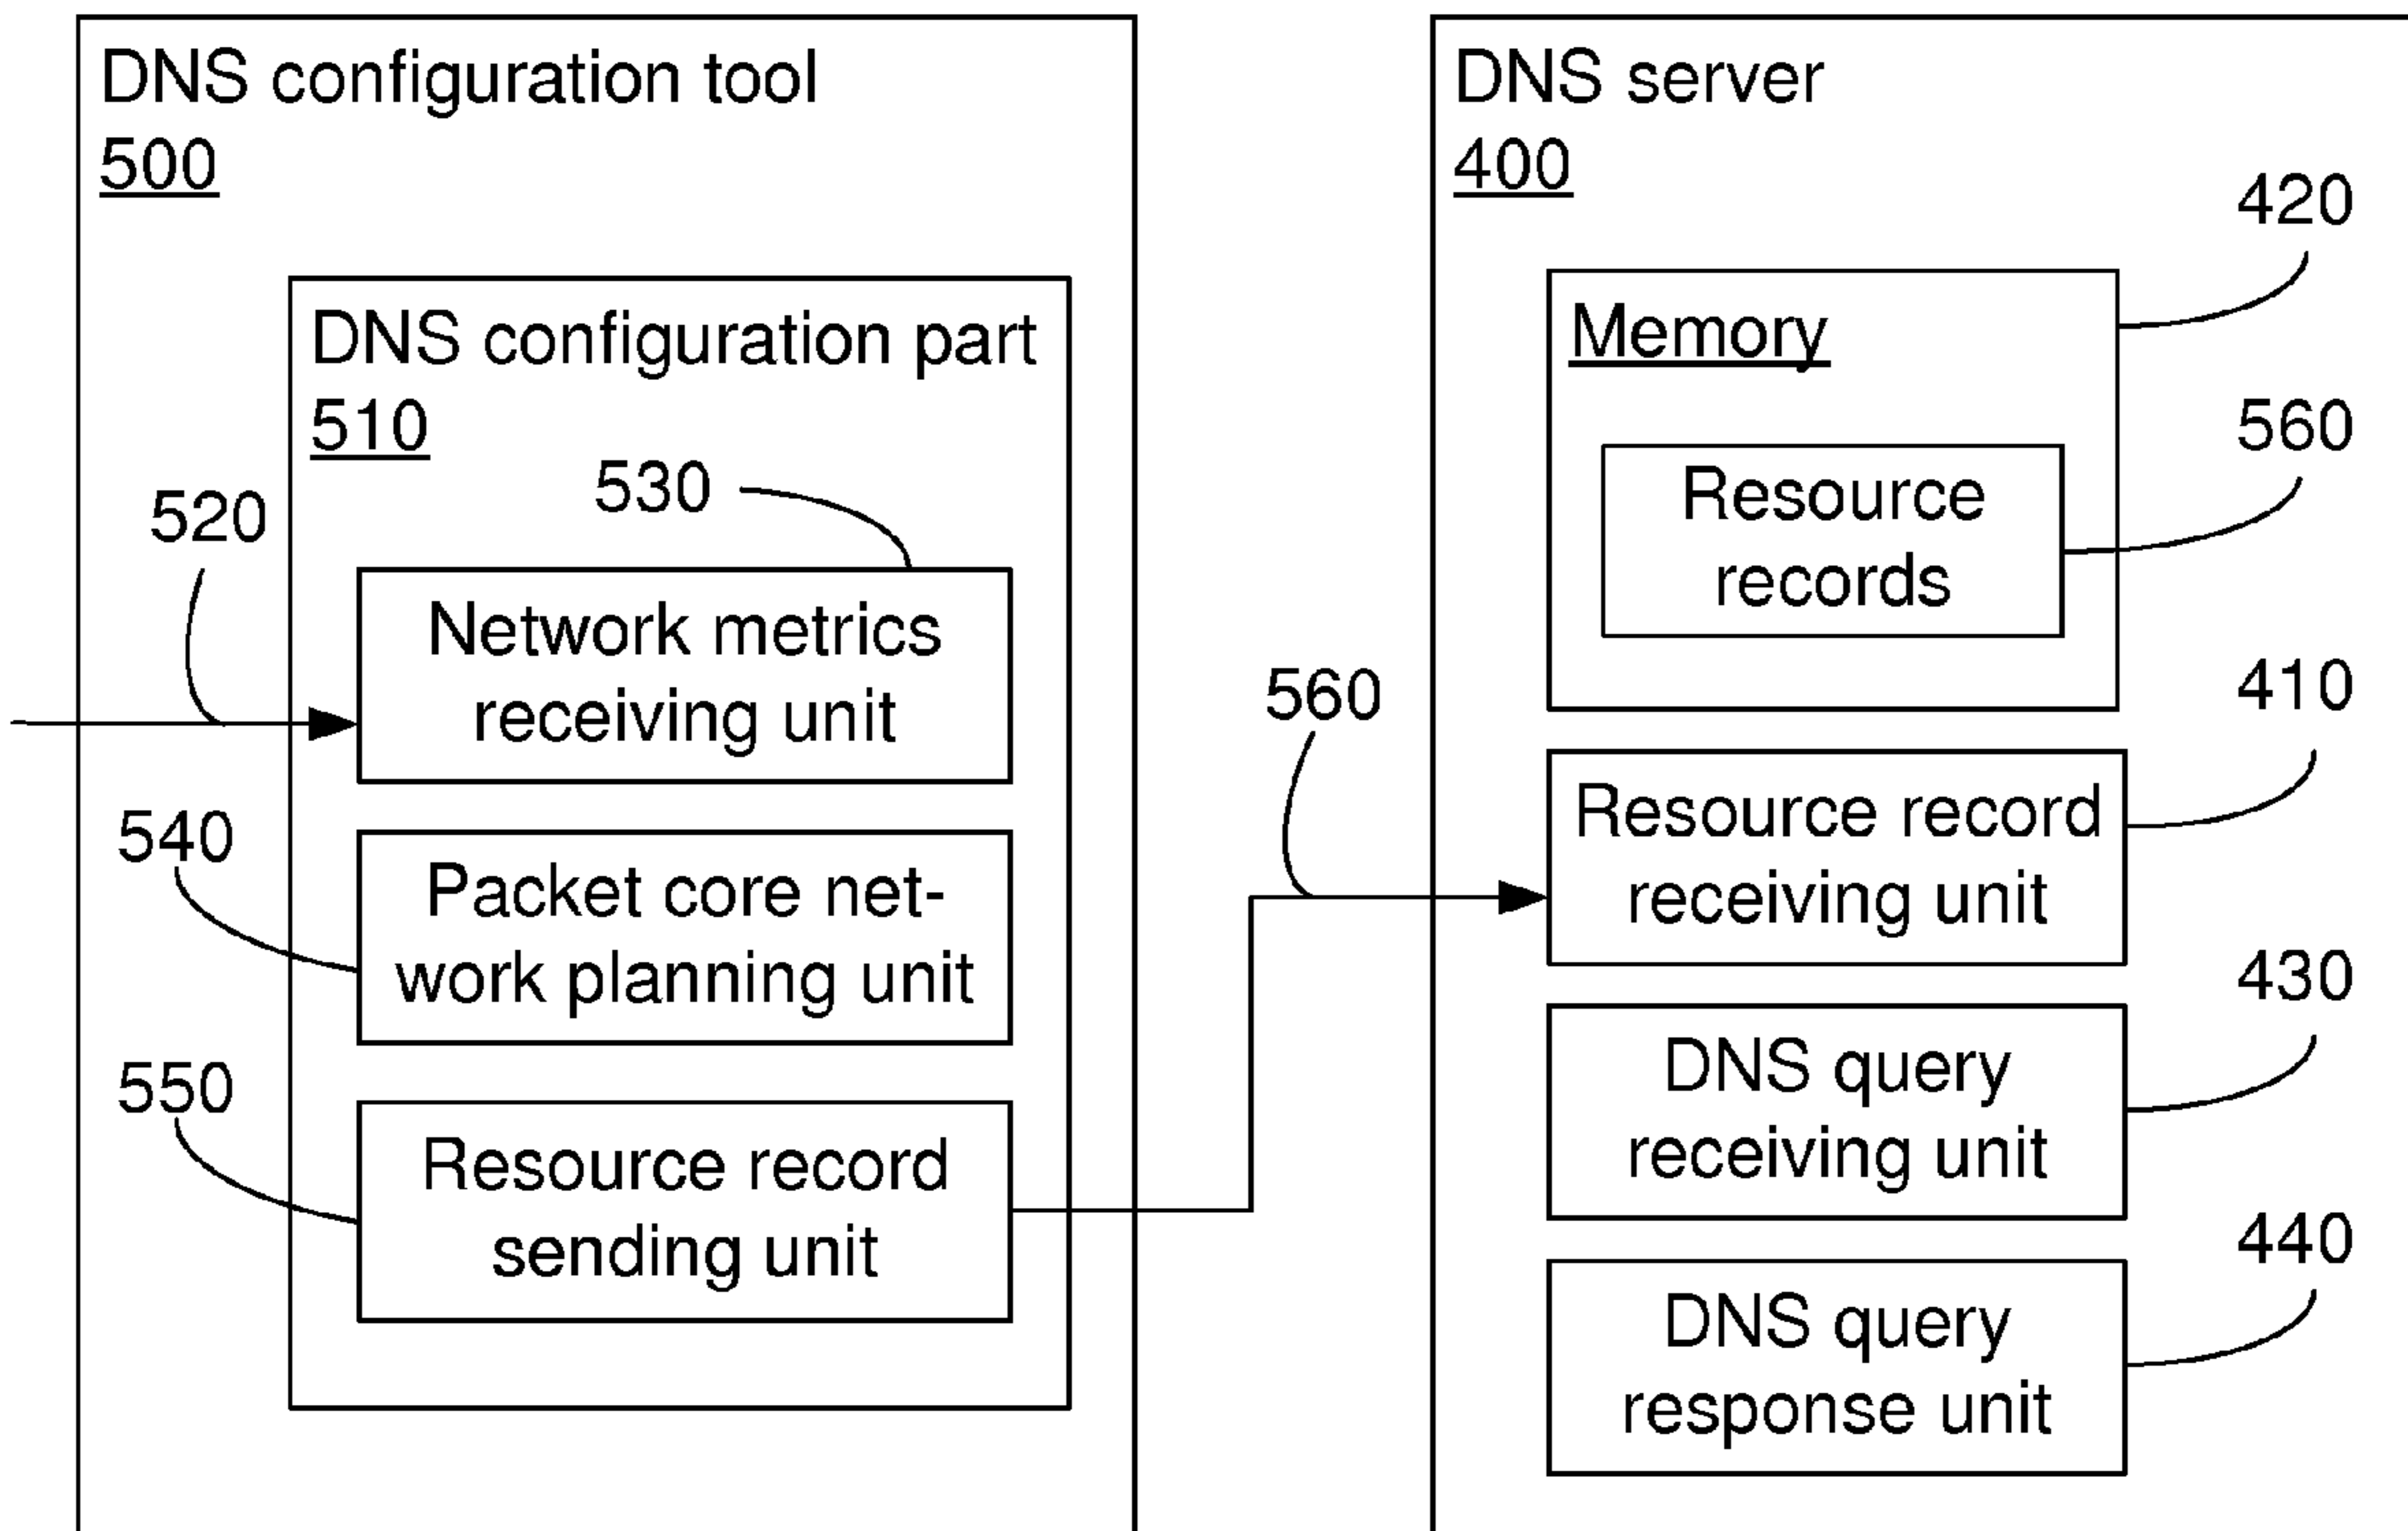 DNS configuration tool
500
DNS configuration part
510
520
530
Network metrics
receiving unit
540
Packet core net-
work planning unit
550
Resource record
sending unit
560
DNS server
400
420
Memory
560
Resource
records
410
Resource record
receiving unit
430
DNS query
receiving unit
440
DNS query
response unit